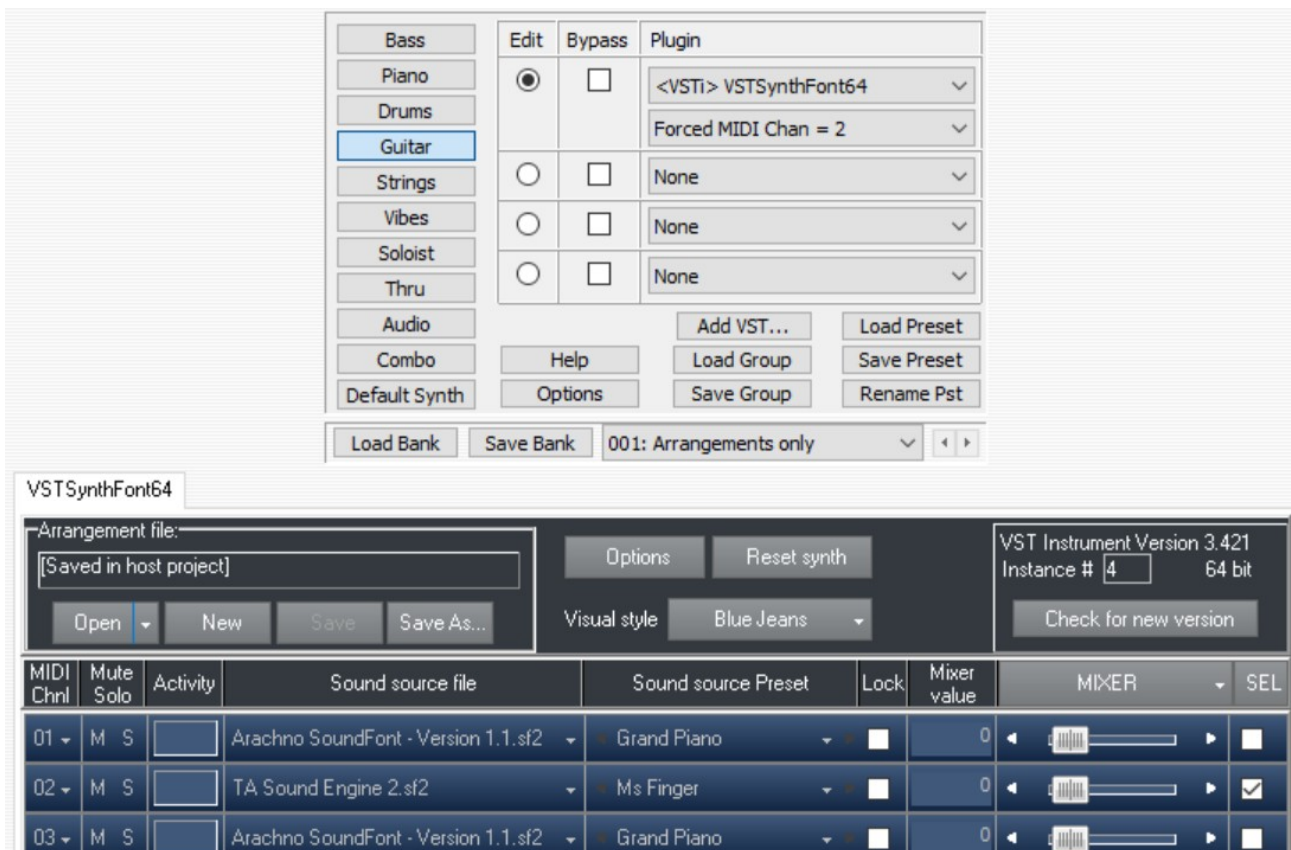 Bass Edit Bypass Plugin
Piano <VSTi> VSTSynthFont64
Drums
Guitar Forced MIDI Chan = 2
Strings None
Vibes None
Soloist
Thru None
Audio Add VST... Load Preset
Combo Help Load Group Save Preset
Default Synth Options Save Group Rename Pst
Load Bank Save Bank 001: Arrangements only
VSTSynthFont64
Arrangement file:
[Saved in host project] Options Reset synth VST Instrument Version 3.421
Instance # 4 64 bit
Open New Save Save As... Visual style Blue Jeans Check for new version
MIDI Chnl Mute Solo Activity Sound source file Sound source Preset Lock Mixer value MIXER SEL
01 M S Arachno SoundFont - Version 1.1.sf2 Grand Piano 0
02 M S TA Sound Engine 2.sf2 Ms Finger 0
03 M S Arachno SoundFont - Version 1.1.sf2 Grand Piano 0